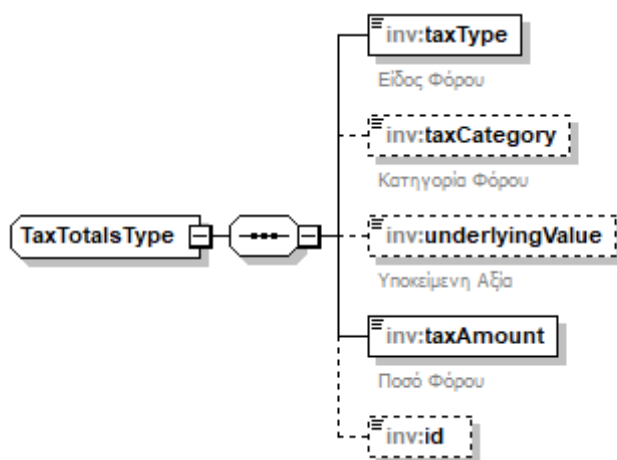 inv:taxType
Είδος Φόρου
inv:taxCategory
Κατηγορία Φόρου
TaxTotalsType
inv:underlyingValue
Υποκείμενη Αξία
inv:taxAmount
Ποσό Φόρου
inv:id